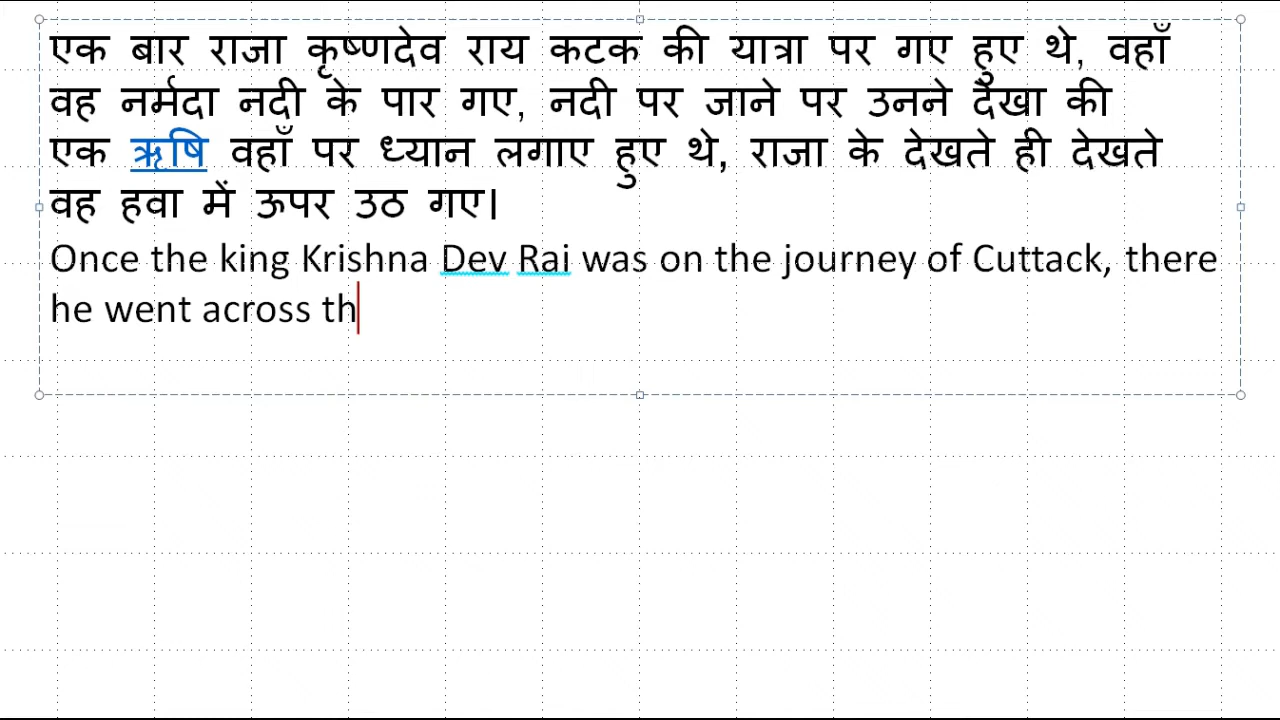 एक बार राजा कृष्णदेव राय कटक की यात्रा पर गए हुए थे, वहाँ
वह नर्मदा नदी के पार गए, नदी पर जाने पर उनने देखा की
एक ऋषि वहाँ पर ध्यान लगाए हुए थे, राजा के देखते ही देखते
वह हवा में ऊपर उठ गए।
Once the king Krishna Dev Rai was on the journey of Cuttack, there
he went across th